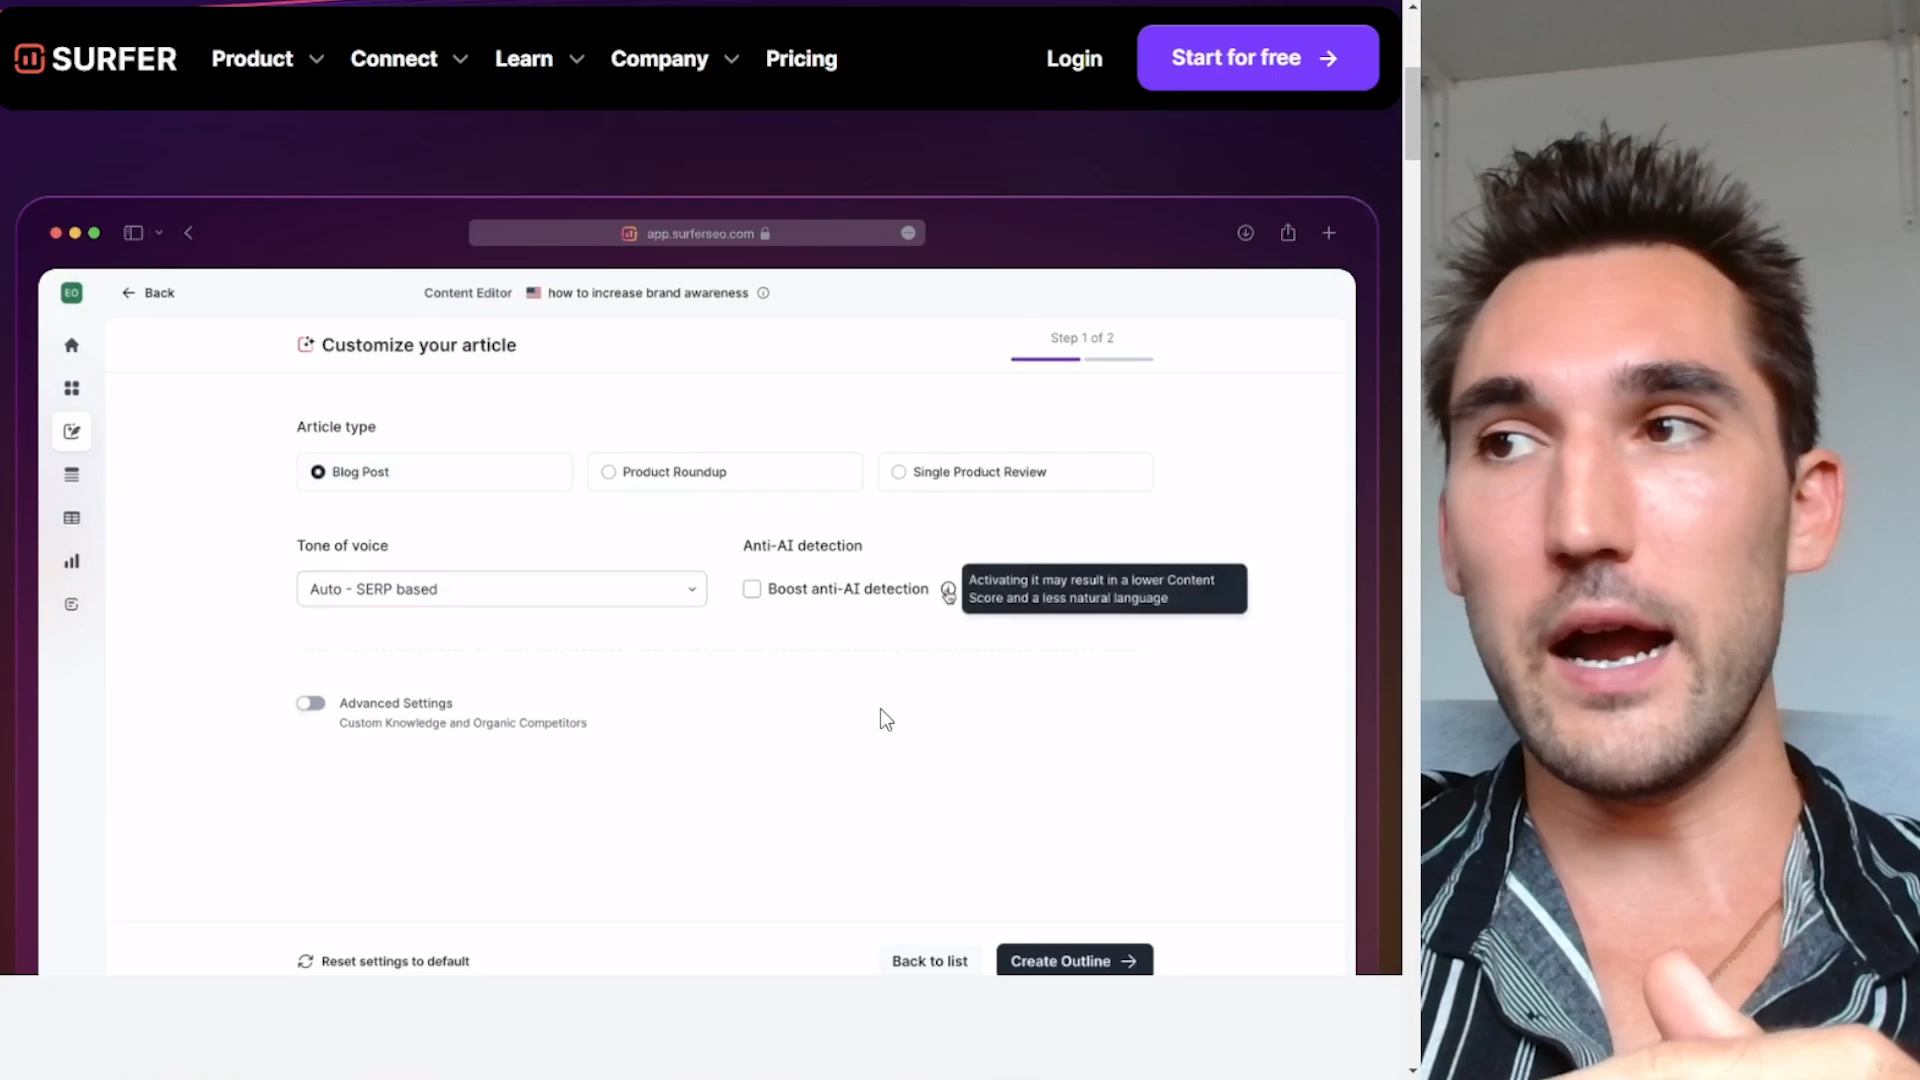 SURFER Product Connect Learn Company Pricing Login Start for free
app.surferseo.com
EO Back Content Editor how to increase brand awareness
Customize your article Step 1 of 2
Article type
Blog Post Product Roundup Single Product Review
Tone of voice Anti-AI detection
Auto - SERP based Boost anti-AI detection
Activating it may result in a lower Content
Score and a less natural language
Advanced Settings
Custom Knowledge and Organic Competitors
Reset settings to default Back to list Create Outline